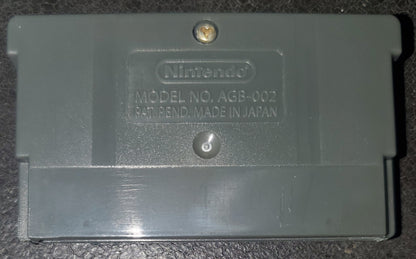 Nintendo
MODEL NO. AGB-002
PAT. PEND. MADE IN JAPAN